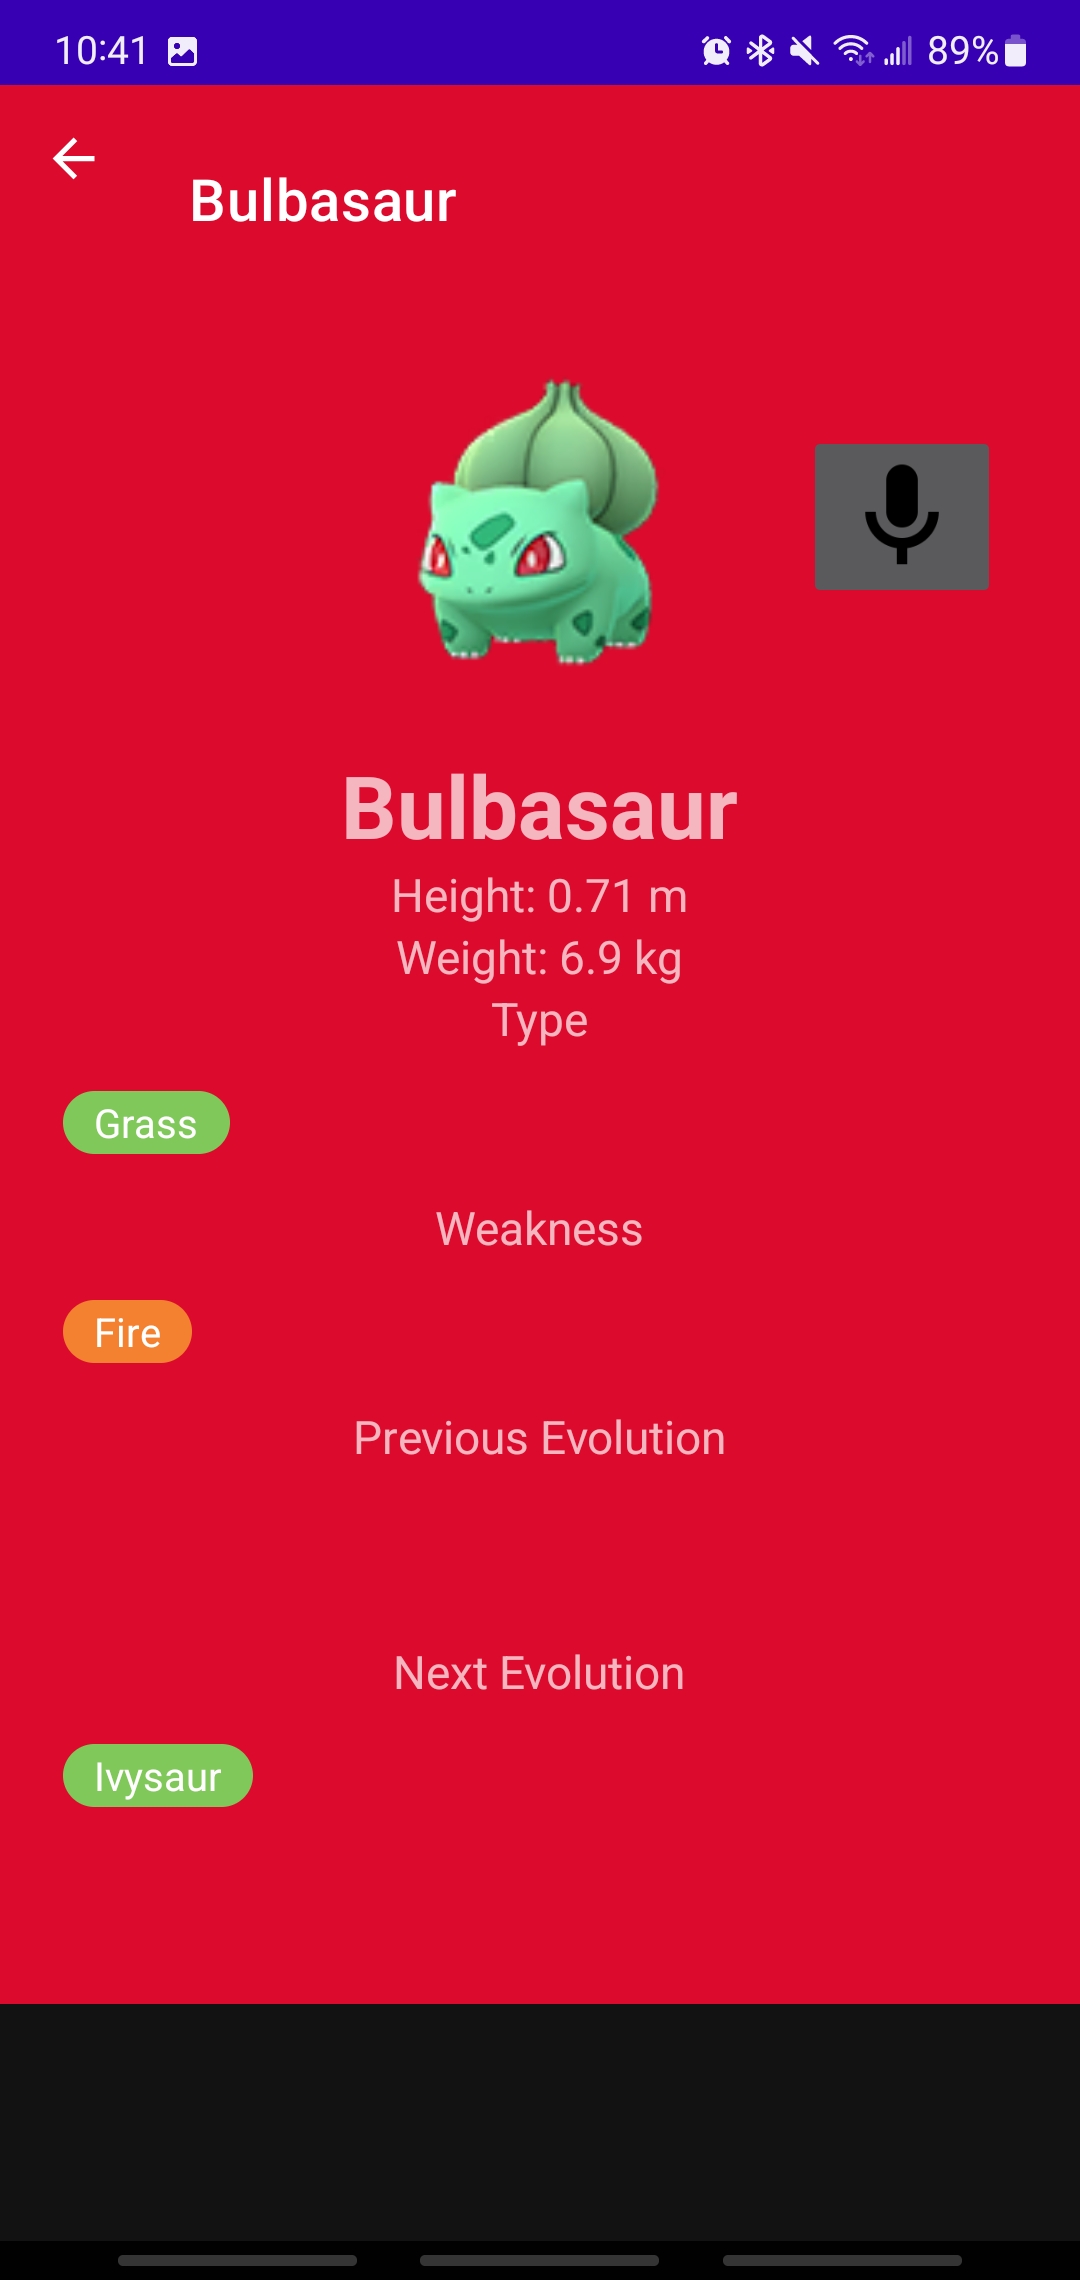 10:41 89%
Bulbasaur
Bulbasaur
Height: 0.71 m
Weight: 6.9 kg
Type
Grass
Weakness
Fire
Previous Evolution
Next Evolution
Ivysaur